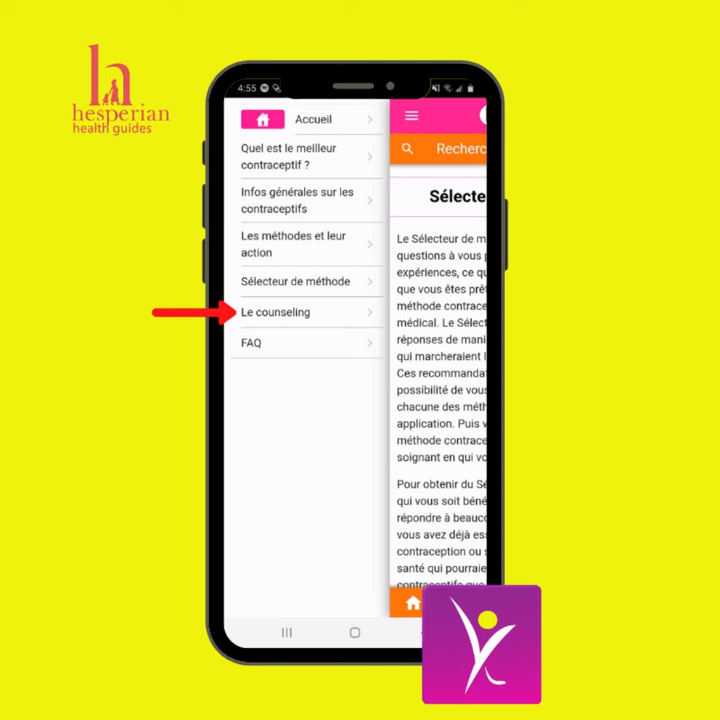 hesperian
health guides
4:55
Accueil
Quel est le meilleur
contraceptif ?
Infos générales sur les
contraceptifs
Les méthodes et leur
action
Sélecteur de méthode
Le counseling
FAQ
Recherc
Sélecte
Le Sélecteur de m
questions à vous p
expériences, ce qu
que vous êtes prêt
méthode contrace
médical. Le Sélect
réponses de mani
qui marcheraient l
Ces recommandat
possibilité de vous
chacune des méth
application. Puis v
méthode contrace
soignant en qui vo
Pour obtenir du Sé
qui vous soit béné
répondre à beauc
vous avez déjà es
contraception ou s
santé qui pourraie
contraceptifs que